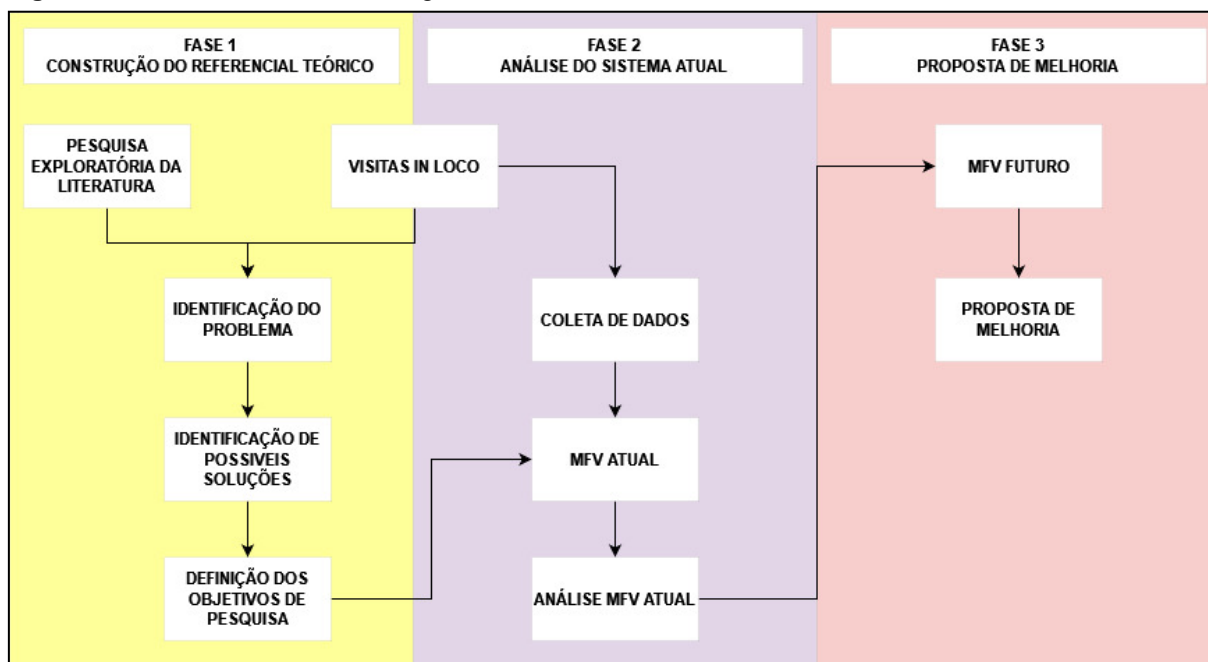 FASE 1
CONSTRUÇÃO DO REFERENCIAL TEÓRICO
FASE 2
ANÁLISE DO SISTEMA ATUAL
FASE 3
PROPOSTA DE MELHORIA
PESQUISA
EXPLORATÓRIA DA
LITERATURA
VISITAS IN LOCO
MFV FUTURO
IDENTIFICAÇÃO DO
PROBLEMA
COLETA DE DADOS
PROPOSTA DE
MELHORIA
IDENTIFICAÇÃO DE
POSSIVEIS
SOLUÇÕES
MFV ATUAL
DEFINIÇÃO DOS
OBJETIVOS DE
PESQUISA
ANÁLISE MFV ATUAL